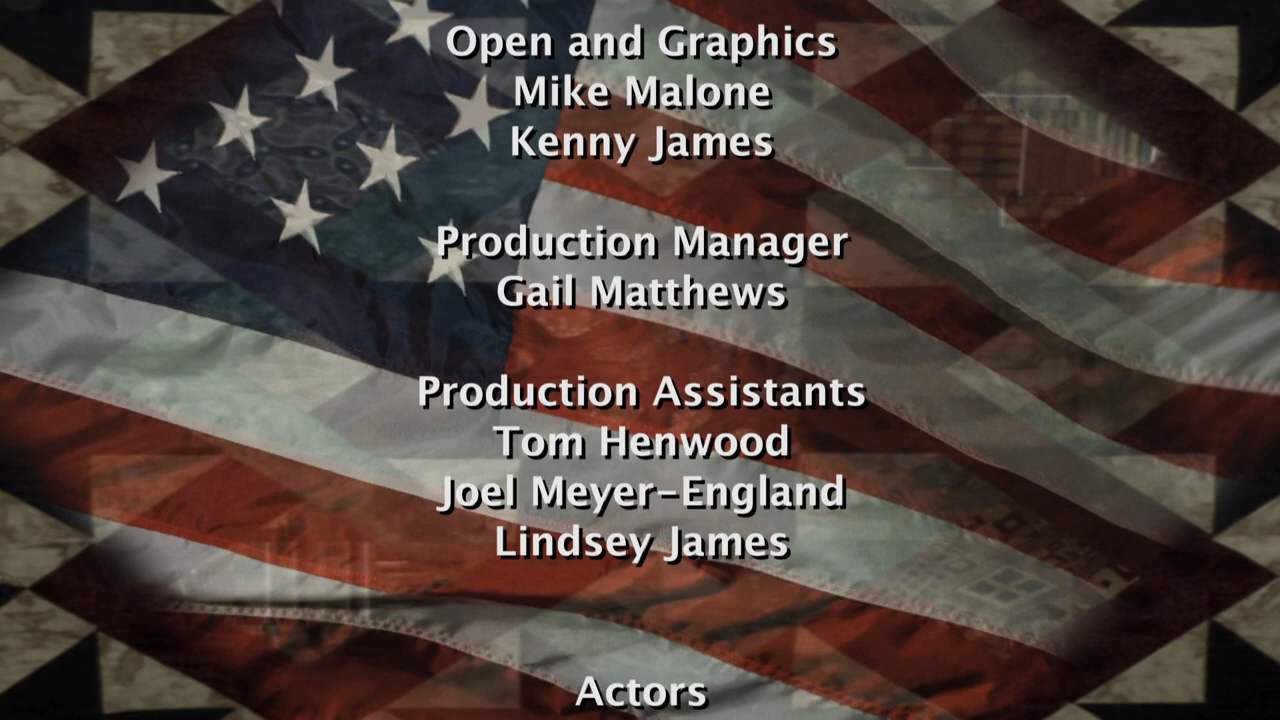 Open and Graphics
Mike Malone
Kenny James
Production Manager
Gail Matthews
Production Assistants
Tom Henwood
Joel Meyer-England
Lindsey James
Actors